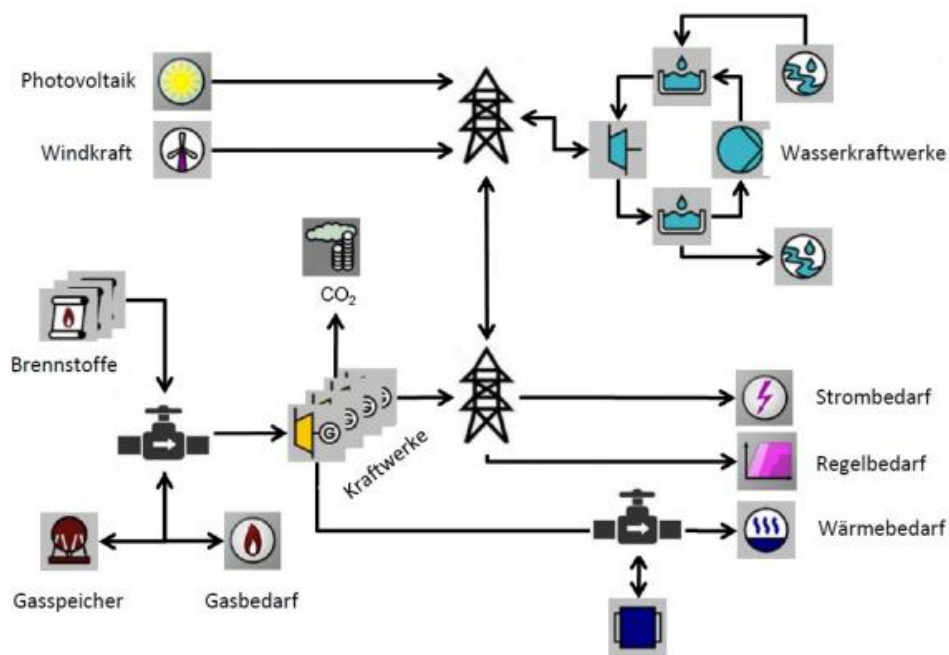 Photovoltaik
Windkraft
Wasserkraftwerke
CO₂
Brennstoffe
G G G G
Kraftwerke
Strombedarf
Regelbedarf
Wärmebedarf
Gasspeicher
Gasbedarf